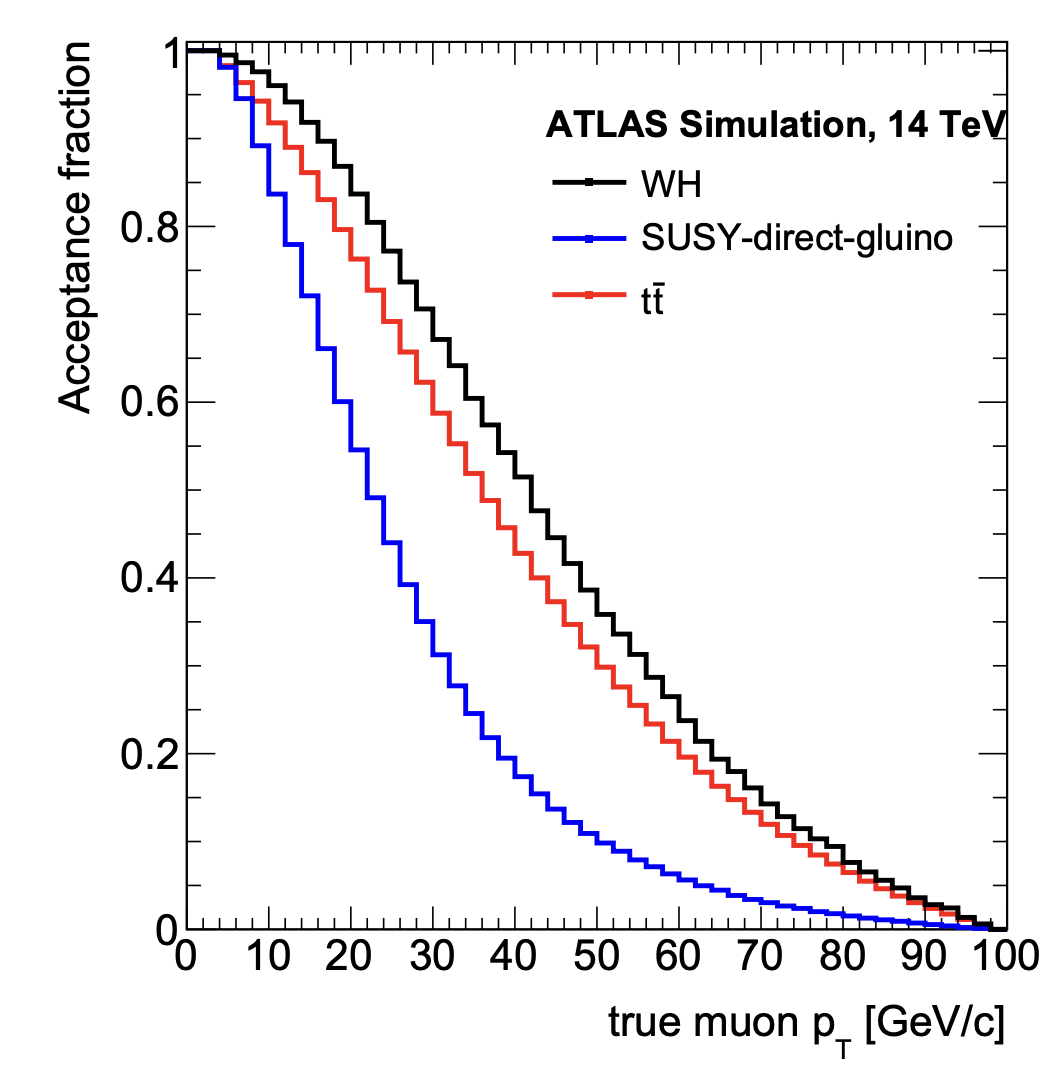 Acceptance fraction
1
0.8
0.6
0.4
0.2
0
ATLAS Simulation, 14 TeV
WH
SUSY-direct-gluino
tt̄
0 10 20 30 40 50 60 70 80 90 100
true muon p_T [GeV/c]